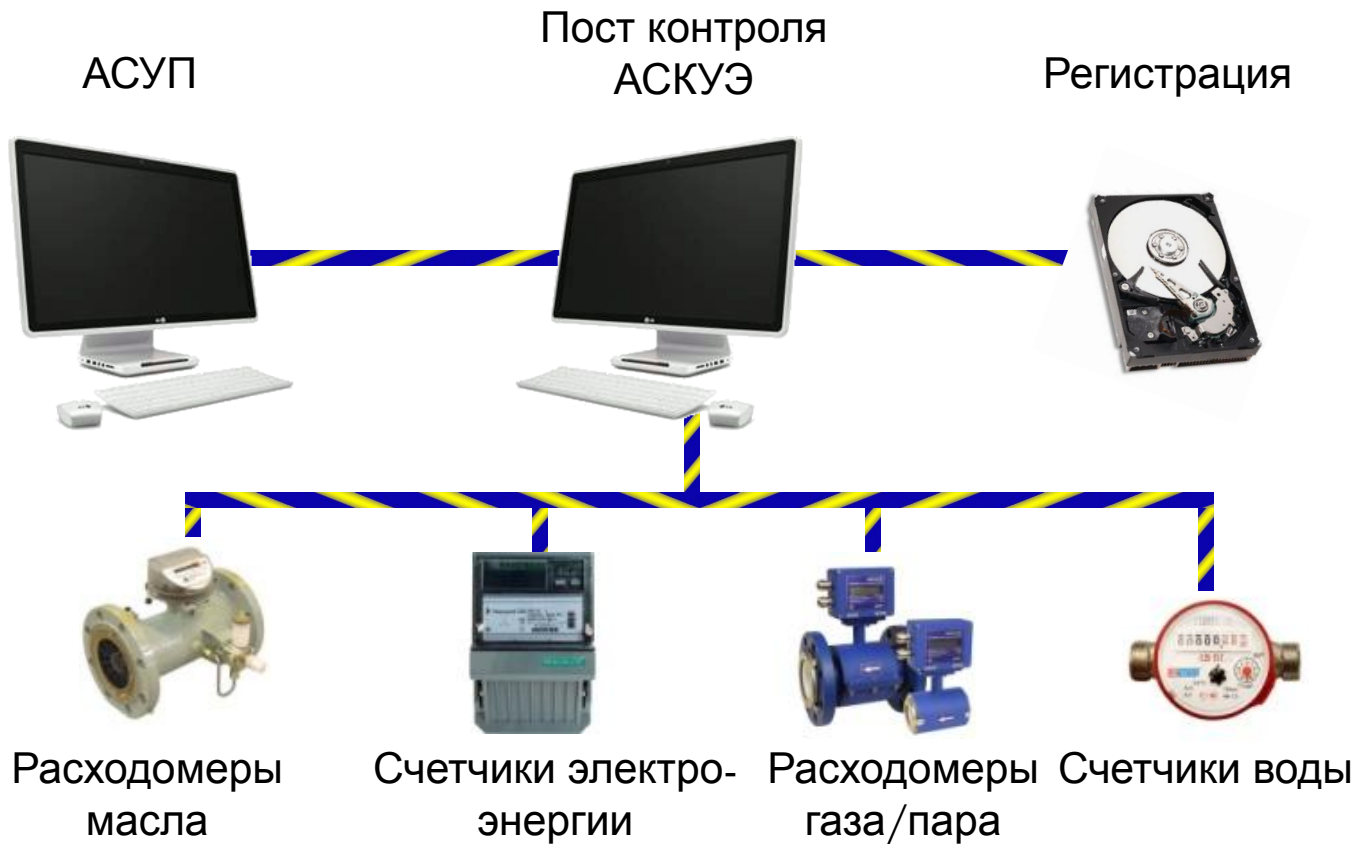 Пост контроля
АСУП
АСКУЭ
Регистрация
Расходомеры
масла
Счетчики электро-
энергии
Расходомеры
газа/пара
Счетчики воды